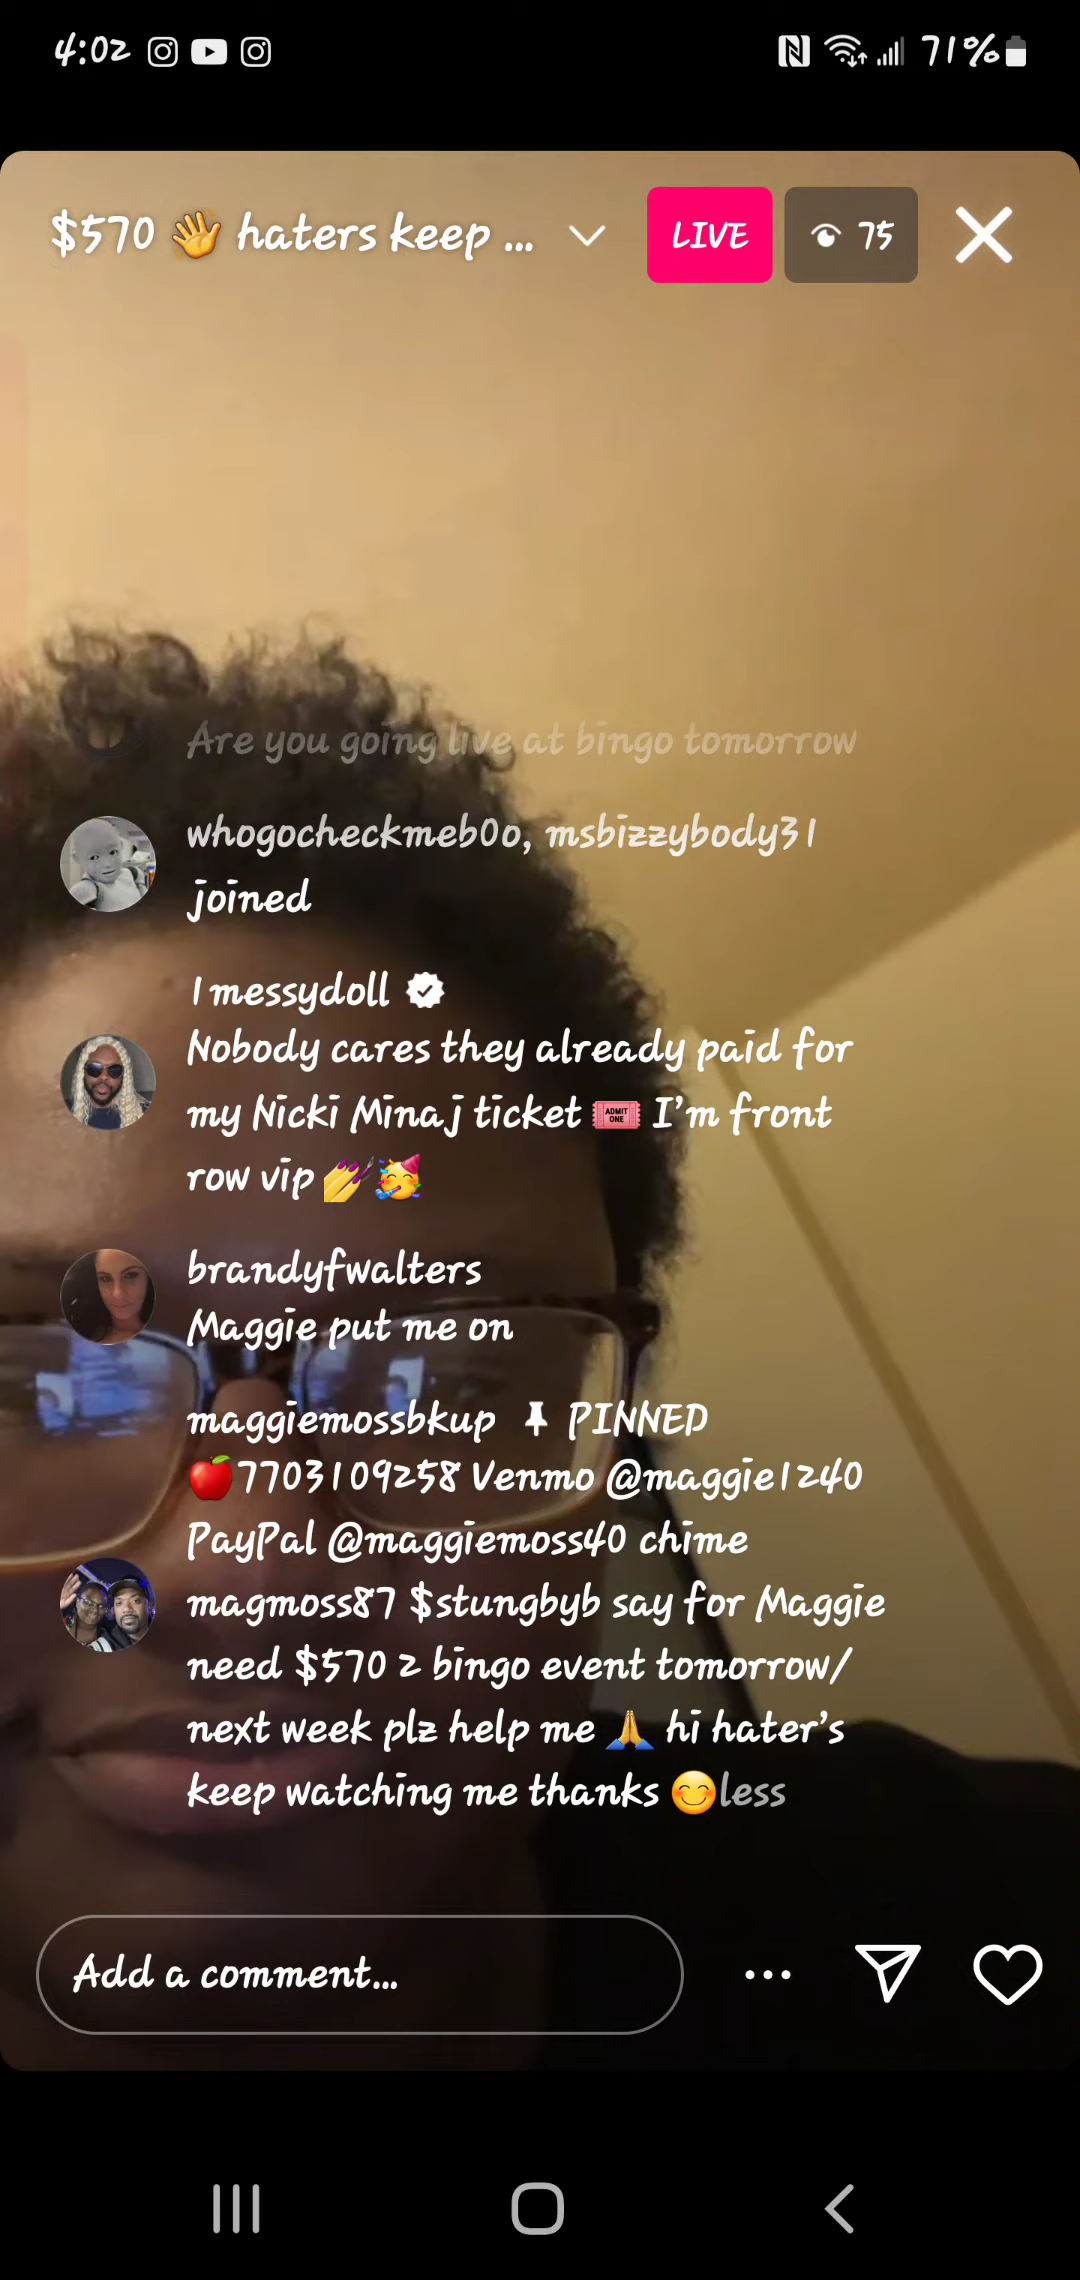 4:02
71%
$570 👋 haters keep ...
LIVE
75
Are you going live at bingo tomorrow
whogocheckmeb0o, msbizzybody31
joined
1messydoll
Nobody cares they already paid for
my Nicki Minaj ticket 🎟️ I'm front
row vip 💅🥳
brandyfwalters
Maggie put me on
maggiemossbkup 📌 PINNED
🍎7703109258 Venmo @maggie1240
PayPal @maggiemoss40 chime
magmoss87 $stungbyb say for Maggie
need $570 2 bingo event tomorrow/
next week plz help me 🙏 hi hater's
keep watching me thanks 😊less
Add a comment...